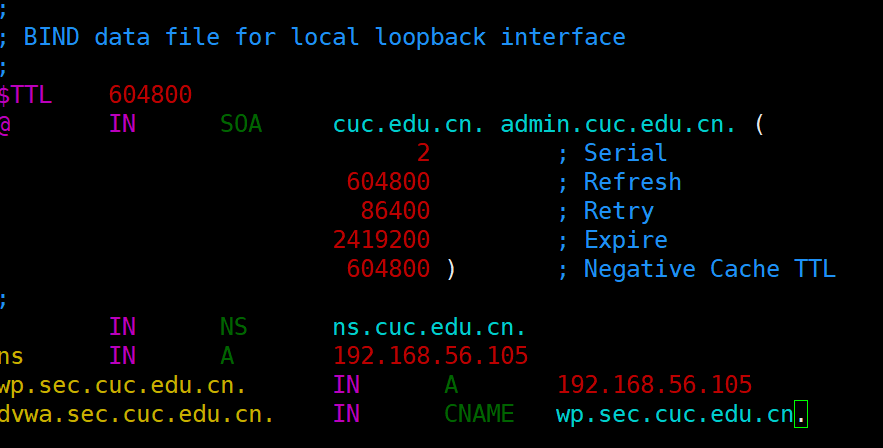 ;
; BIND data file for local loopback interface
;
$TTL    604800
@       IN      SOA     cuc.edu.cn. admin.cuc.edu.cn. (
                              2         ; Serial
                         604800         ; Refresh
                          86400         ; Retry
                        2419200         ; Expire
                         604800 )       ; Negative Cache TTL
;
        IN      NS      ns.cuc.edu.cn.
ns      IN      A       192.168.56.105
wp.sec.cuc.edu.cn.      IN      A       192.168.56.105
dvwa.sec.cuc.edu.cn.    IN      CNAME   wp.sec.cuc.edu.cn.